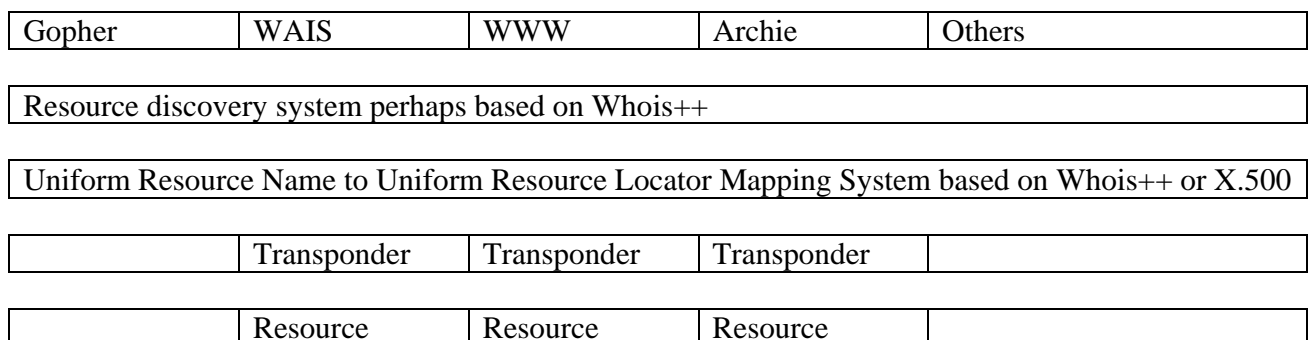 Gopher WAIS WWW Archie Others
Resource discovery system perhaps based on Whois++
Uniform Resource Name to Uniform Resource Locator Mapping System based on Whois++ or X.500
Transponder Transponder Transponder
Resource Resource Resource